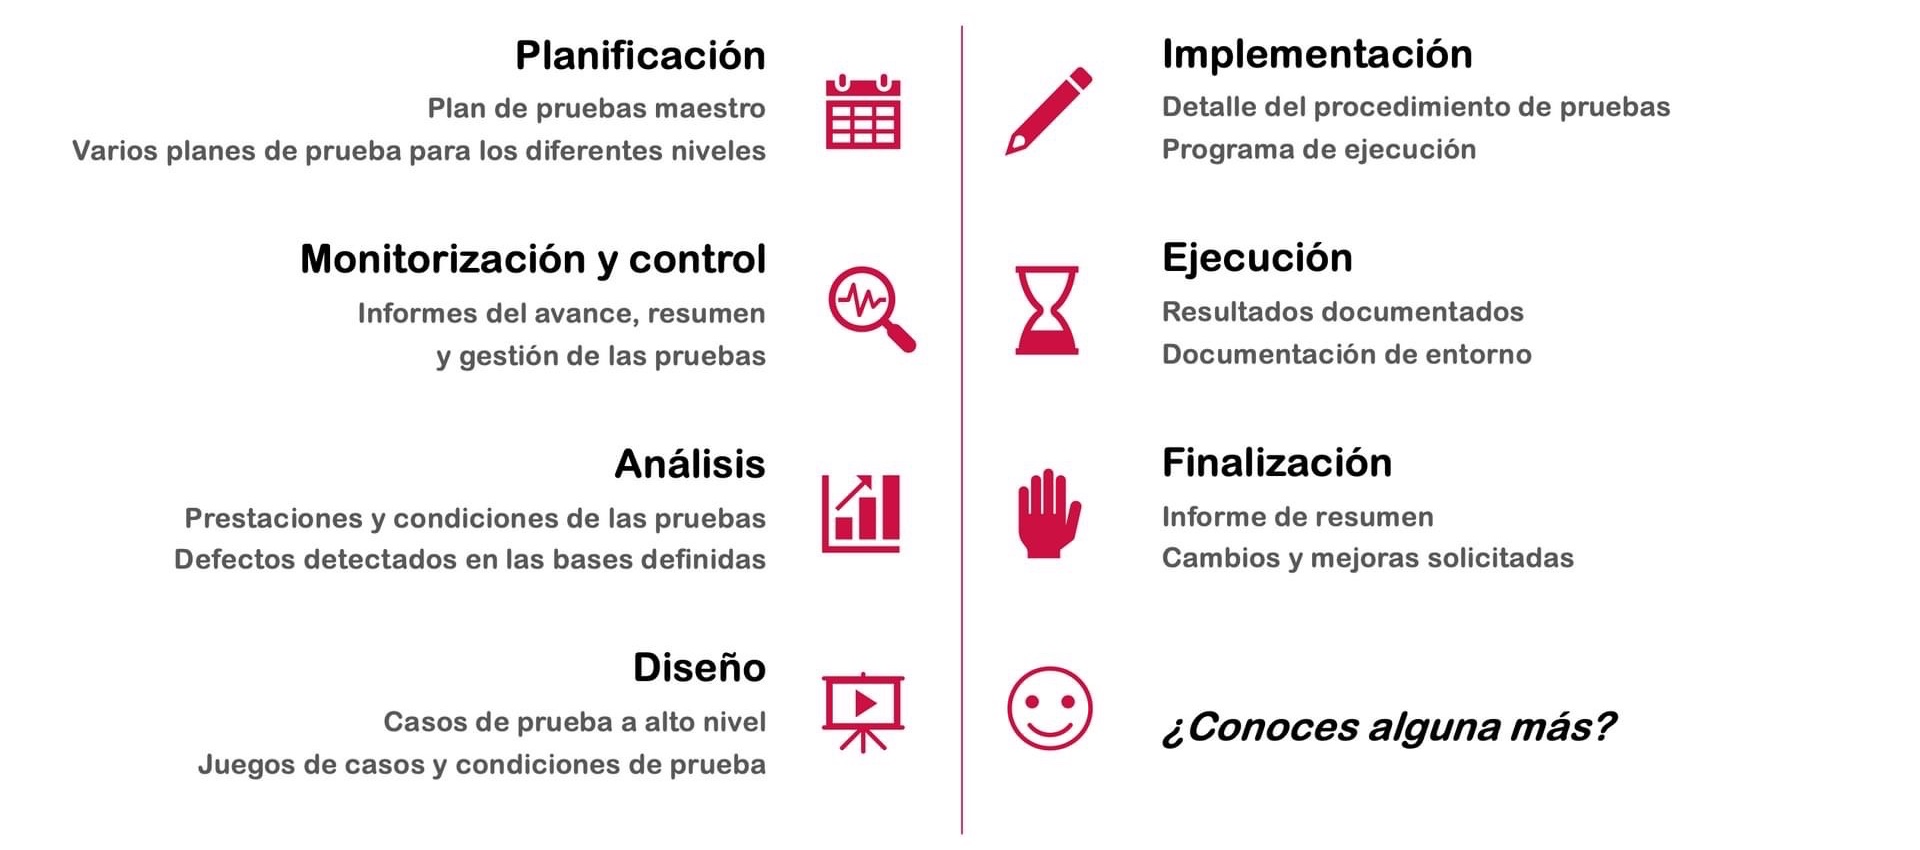 Planificación
Plan de pruebas maestro
Varios planes de prueba para los diferentes niveles
Monitorización y control
Informes del avance, resumen
y gestión de las pruebas
Análisis
Prestaciones y condiciones de las pruebas
Defectos detectados en las bases definidas
Diseño
Casos de prueba a alto nivel
Juegos de casos y condiciones de prueba
Implementación
Detalle del procedimiento de pruebas
Programa de ejecución
Ejecución
Resultados documentados
Documentación de entorno
Finalización
Informe de resumen
Cambios y mejoras solicitadas
¿Conoces alguna más?